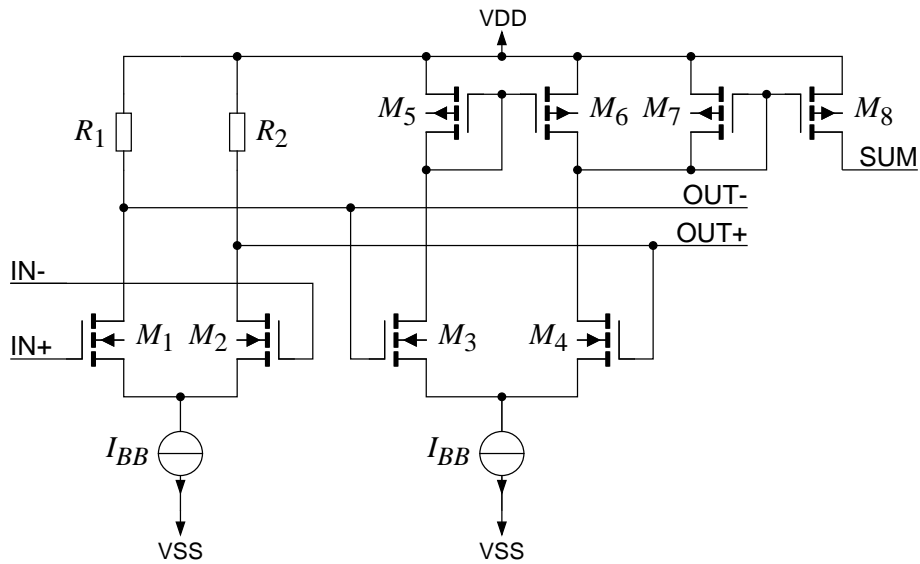 VDD
M5
M6
M7
M8
R1
R2
SUM
OUT-
OUT+
IN-
IN+
M1
M2
M3
M4
IBB
IBB
VSS
VSS